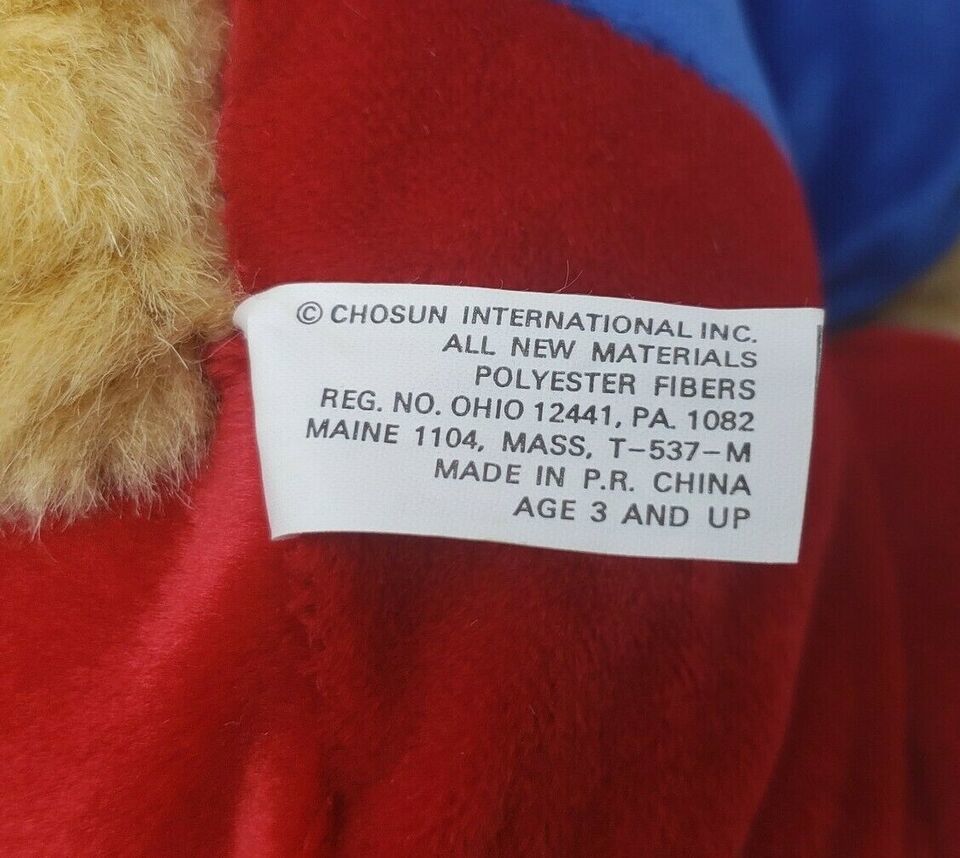 © CHOSUN INTERNATIONAL INC.
ALL NEW MATERIALS
POLYESTER FIBERS
REG. NO. OHIO 12441, PA. 1082
MAINE 1104, MASS, T-537-M
MADE IN P.R. CHINA
AGE 3 AND UP